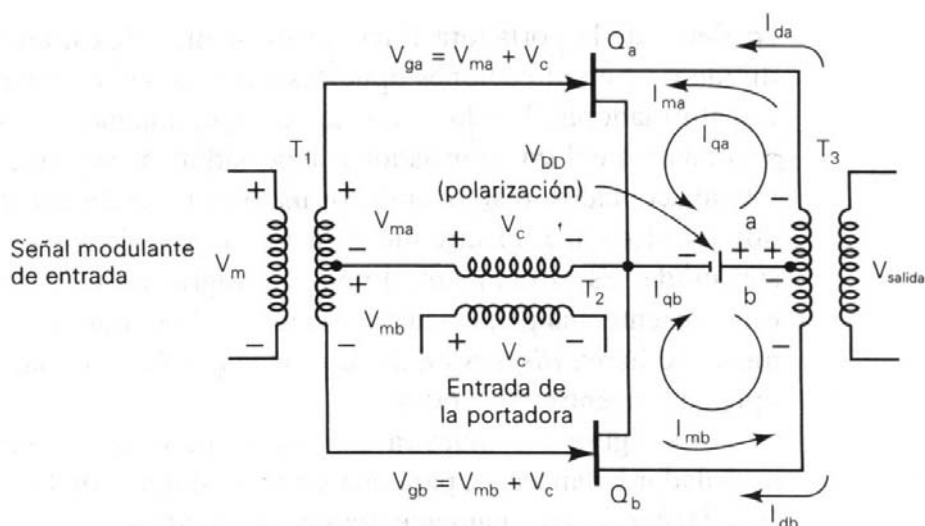 I_da
V_ga = V_ma + V_c
Q_a
I_ma
T_1
V_DD
(polarización)
I_qa
T_3
+
+
V_ma
−
a
Señal modulante
de entrada
V_m
−
+
V_c
'
−
+
+
−
+
V_salida
V_mb
T_2
I_qb
b
−
−
+
V_c
−
−
Entrada de
la portadora
I_mb
V_gb = V_mb + V_c
Q_b
I_db